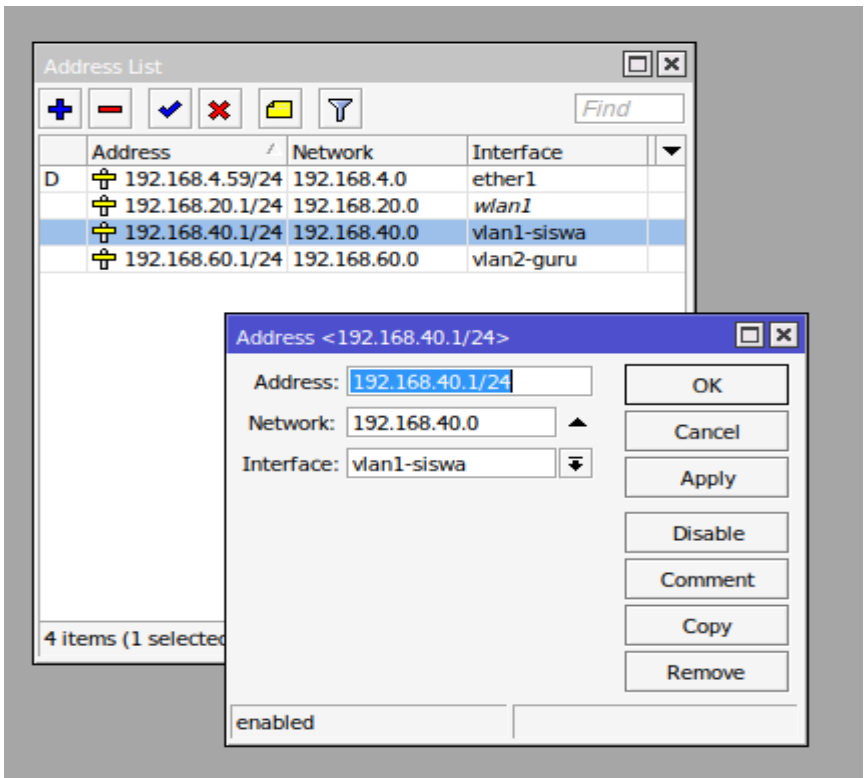 Address List
Find
Address Network Interface
D 192.168.4.59/24 192.168.4.0 ether1
192.168.20.1/24 192.168.20.0 wlan1
192.168.40.1/24 192.168.40.0 vlan1-siswa
192.168.60.1/24 192.168.60.0 vlan2-guru
Address <192.168.40.1/24>
Address: 192.168.40.1/24 OK
Network: 192.168.40.0 Cancel
Interface: vlan1-siswa Apply
Disable
Comment
Copy
4 items (1 selected
Remove
enabled